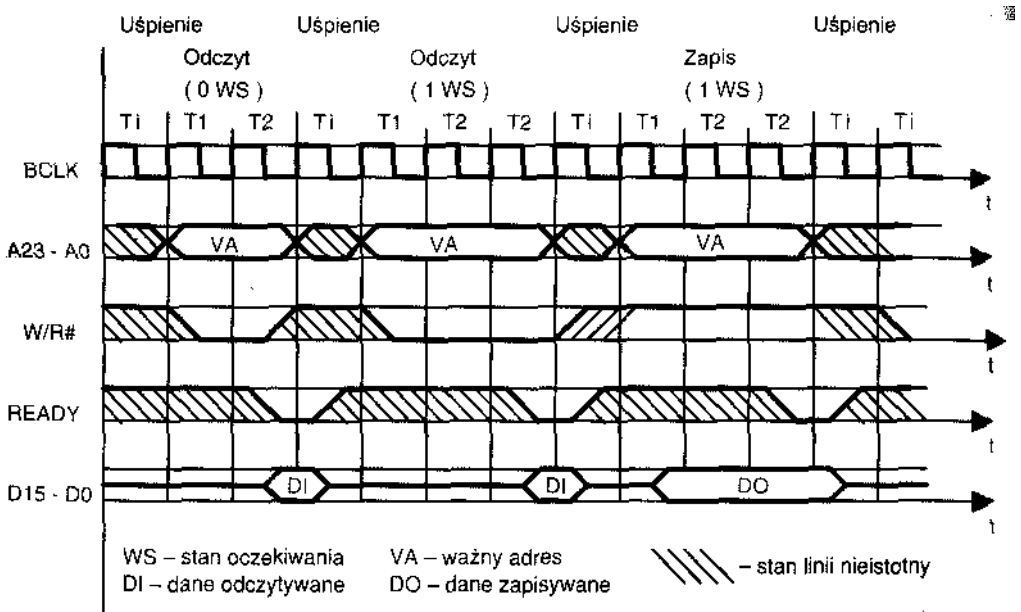 Uśpienie Uśpienie Uśpienie Uśpienie
Odczyt Odczyt Zapis
( 0 WS ) ( 1 WS ) ( 1 WS )
Ti T1 T2 Ti T1 T2 T2 Ti T1 T2 T2 Ti Ti
BCLK
t
A23 - A0 VA VA VA
t
W/R#
t
READY
t
D15 - D0 DI DI DO
t
WS – stan oczekiwania VA – ważny adres – stan linii nieistotny
DI – dane odczytywane DO – dane zapisywane